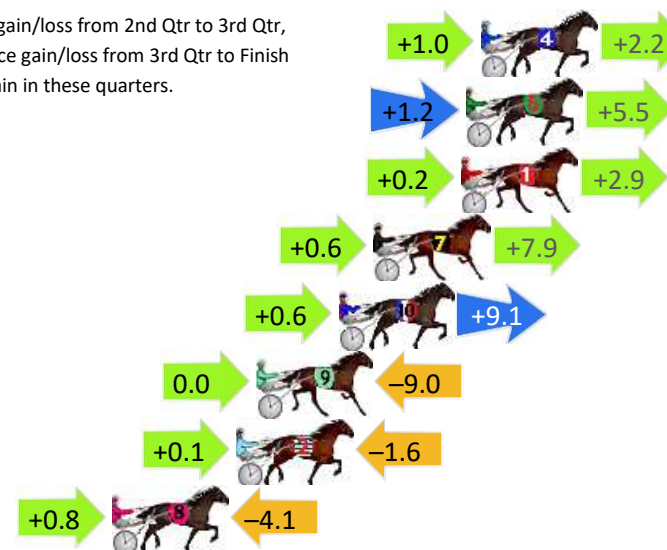 gain/loss from 2nd Qtr to 3rd Qtr,
ce gain/loss from 3rd Qtr to Finish
in in these quarters.
+1.0 4 +2.2
+1.2 +5.5
+0.2 1 +2.9
+0.6 7 +7.9
+0.6 10 +9.1
0.0 9 –9.0
+0.1 –1.6
+0.8 8 –4.1